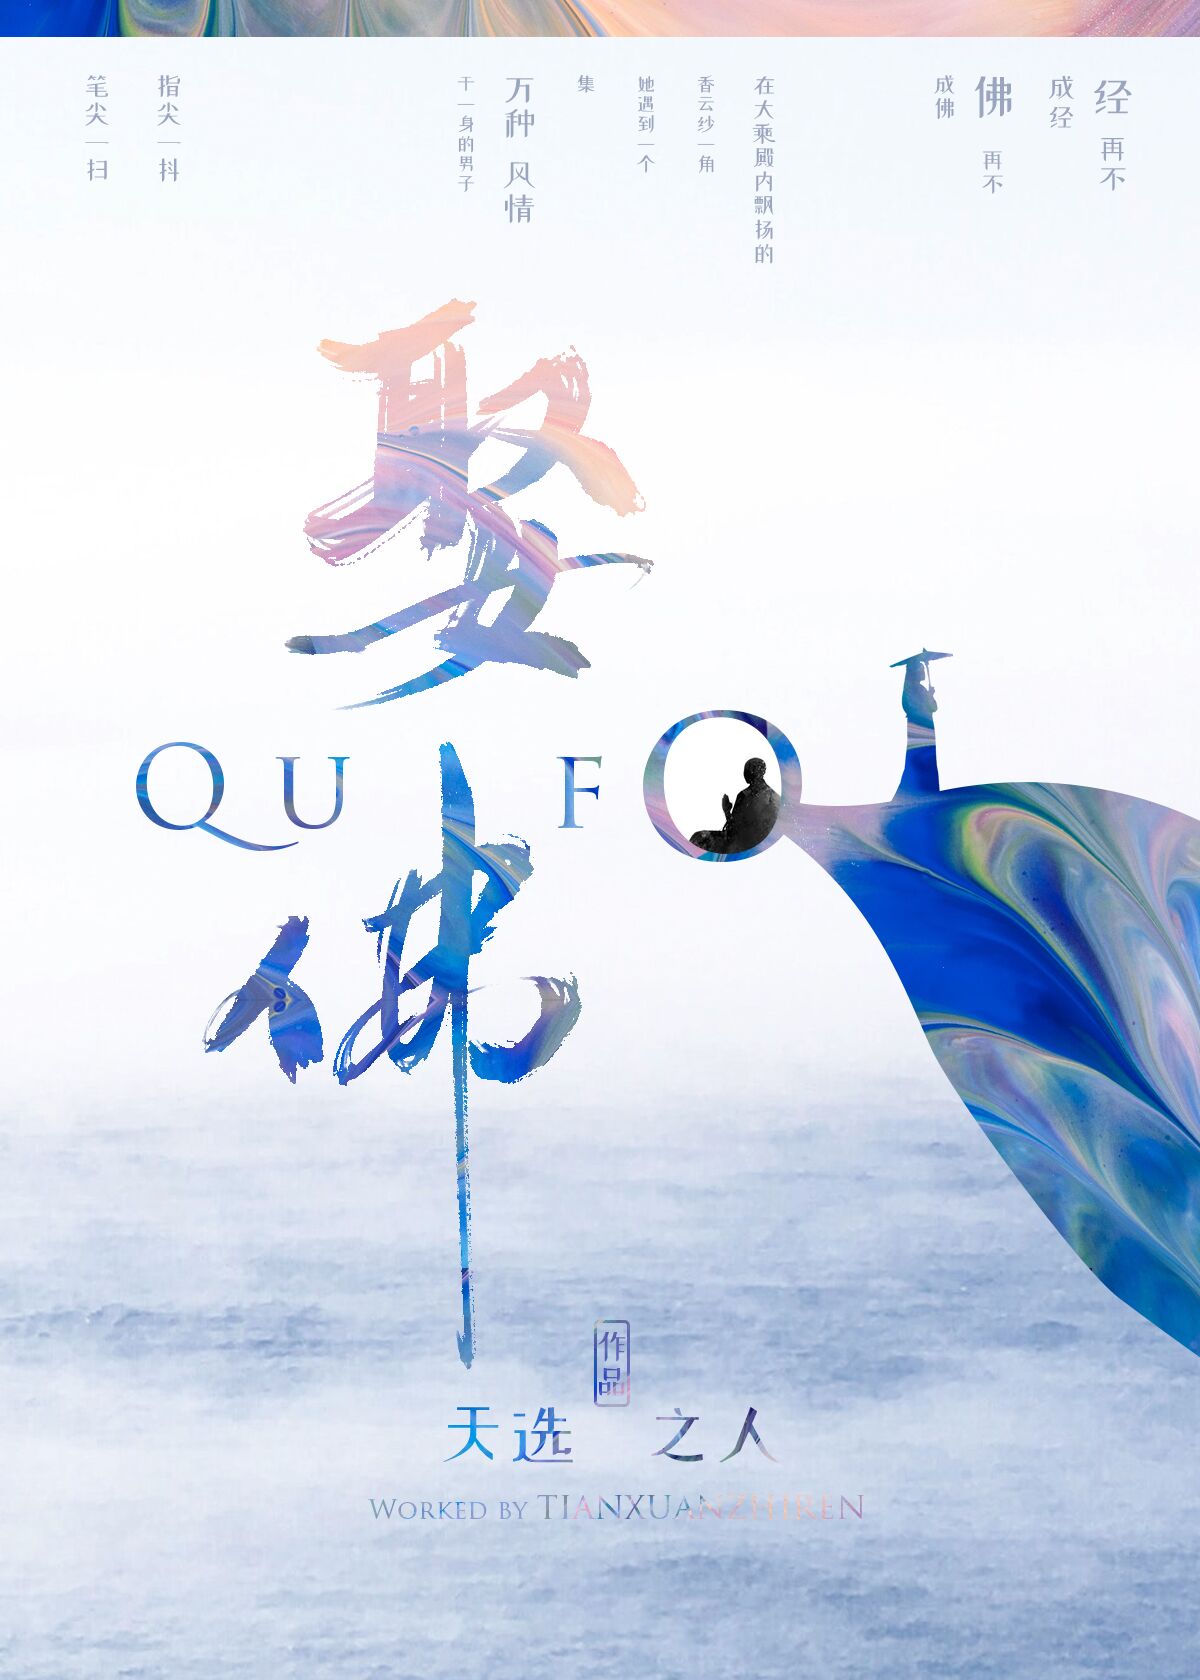 经 再不
成经
佛 再不
成佛
在大乘殿内飘扬的
香云纱一角
她遇到一个
集
万种 风情
于一身的男子
指尖一抖
笔尖一扫
娶
QU FO
佛
作品
天选 之人
WORKED BY TIANXUANZHIREN